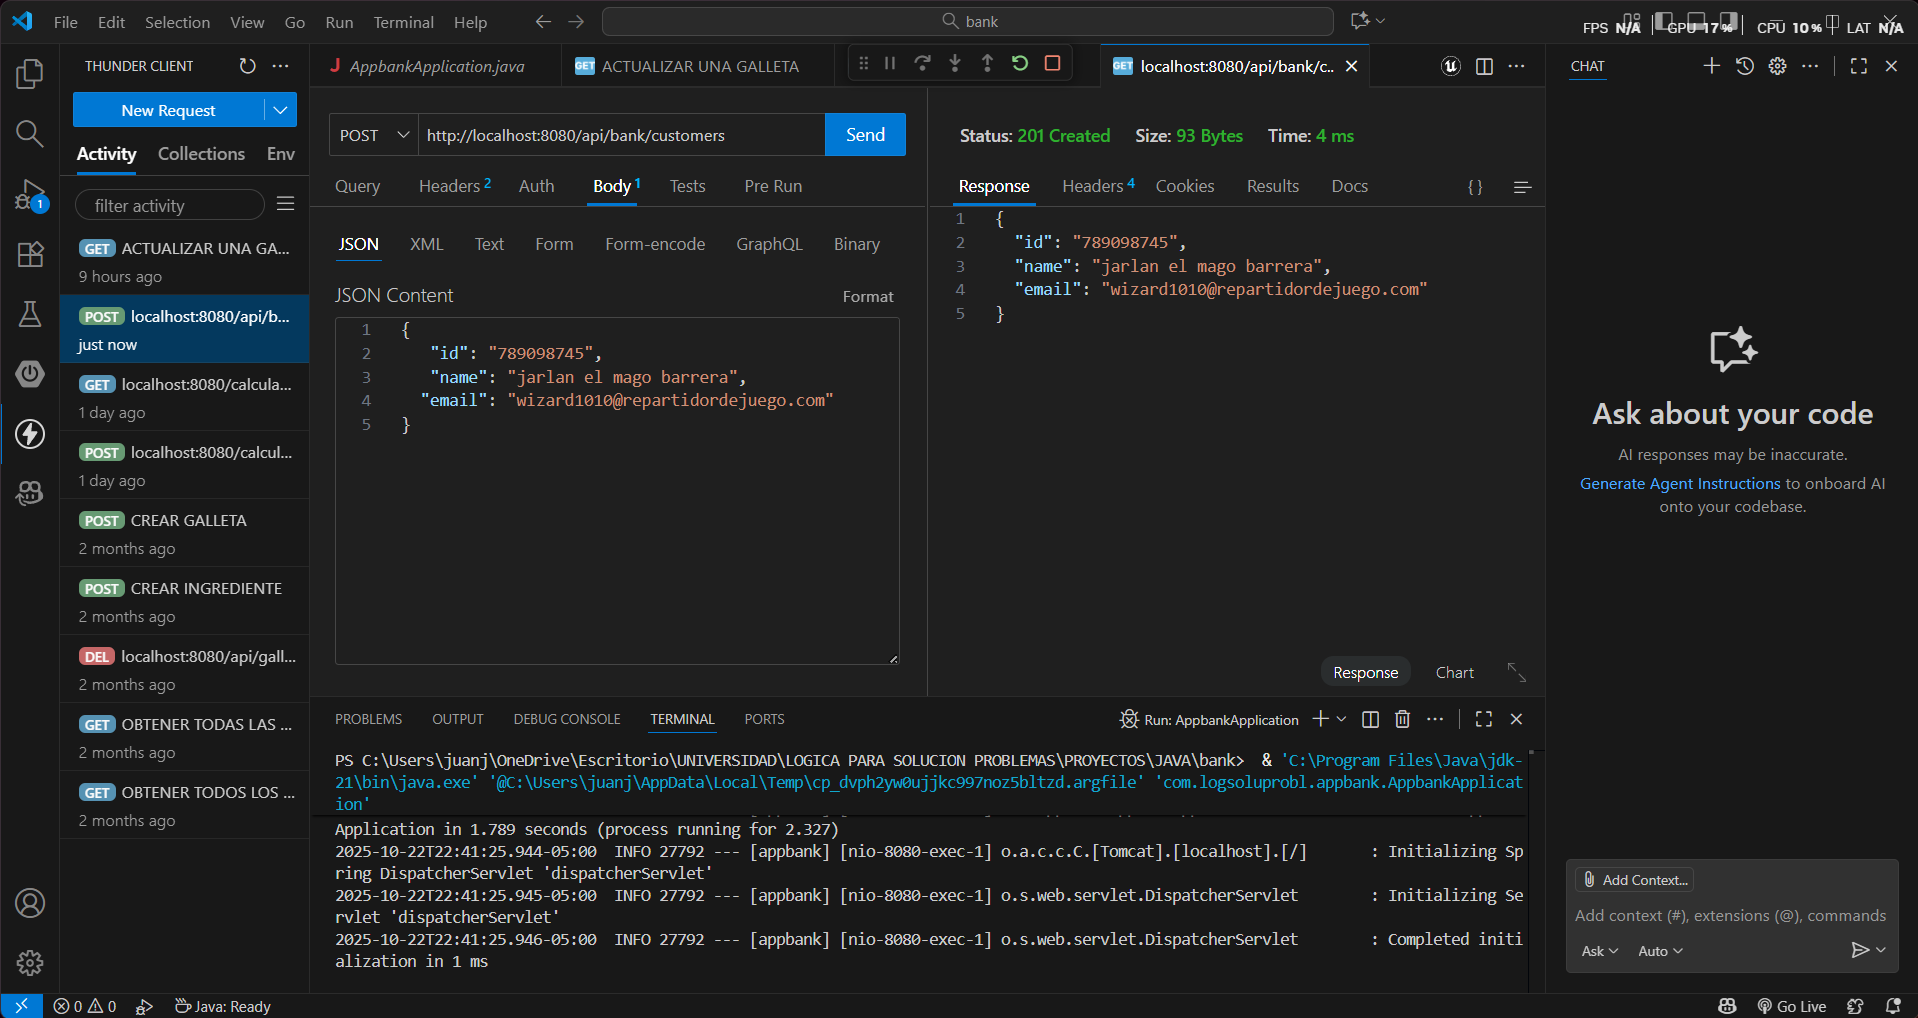 File Edit Selection View Go Run Terminal Help
bank
FPS N/A GPU 17 % CPU 10 % LAT N/A
THUNDER CLIENT
New Request
Activity Collections Env
filter activity
GET ACTUALIZAR UNA GA...
9 hours ago
POST localhost:8080/api/b...
just now
GET localhost:8080/calcula...
1 day ago
POST localhost:8080/calcul...
1 day ago
POST CREAR GALLETA
2 months ago
POST CREAR INGREDIENTE
2 months ago
DEL localhost:8080/api/gall...
2 months ago
GET OBTENER TODAS LAS ...
2 months ago
GET OBTENER TODOS LOS ...
2 months ago
J AppbankApplication.java
GET ACTUALIZAR UNA GALLETA
GET localhost:8080/api/bank/c..
POST http://localhost:8080/api/bank/customers Send
Query Headers 2 Auth Body 1 Tests Pre Run
JSON XML Text Form Form-encode GraphQL Binary
JSON Content Format
1 {
2 "id": "789098745",
3 "name": "jarlan el mago barrera",
4 "email": "wizard1010@repartidordejuego.com"
5 }
Status: 201 Created Size: 93 Bytes Time: 4 ms
Response Headers 4 Cookies Results Docs { }
1 {
2 "id": "789098745",
3 "name": "jarlan el mago barrera",
4 "email": "wizard1010@repartidordejuego.com"
5 }
Response Chart
PROBLEMS OUTPUT DEBUG CONSOLE TERMINAL PORTS
Run: AppbankApplication
PS C:\Users\juanj\OneDrive\Escritorio\UNIVERSIDAD\LOGICA PARA SOLUCION PROBLEMAS\PROYECTOS\JAVA\bank> & 'C:\Program Files\Java\jdk-
21\bin\java.exe' '@C:\Users\juanj\AppData\Local\Temp\cp_dvph2yw0ujjkc997noz5bltzd.argfile' 'com.logsoluprobl.appbank.AppbankApplicat
ion'
Application in 1.789 seconds (process running for 2.327)
2025-10-22T22:41:25.944-05:00 INFO 27792 --- [appbank] [nio-8080-exec-1] o.a.c.c.C.[Tomcat].[localhost].[/] : Initializing Sp
ring DispatcherServlet 'dispatcherServlet'
2025-10-22T22:41:25.945-05:00 INFO 27792 --- [appbank] [nio-8080-exec-1] o.s.web.servlet.DispatcherServlet : Initializing Se
rvlet 'dispatcherServlet'
2025-10-22T22:41:25.946-05:00 INFO 27792 --- [appbank] [nio-8080-exec-1] o.s.web.servlet.DispatcherServlet : Completed initi
alization in 1 ms
CHAT
Ask about your code
AI responses may be inaccurate.
Generate Agent Instructions to onboard AI
onto your codebase.
Add Context...
Add context (#), extensions (@), commands
Ask Auto
1
0 0 Java: Ready
Go Live